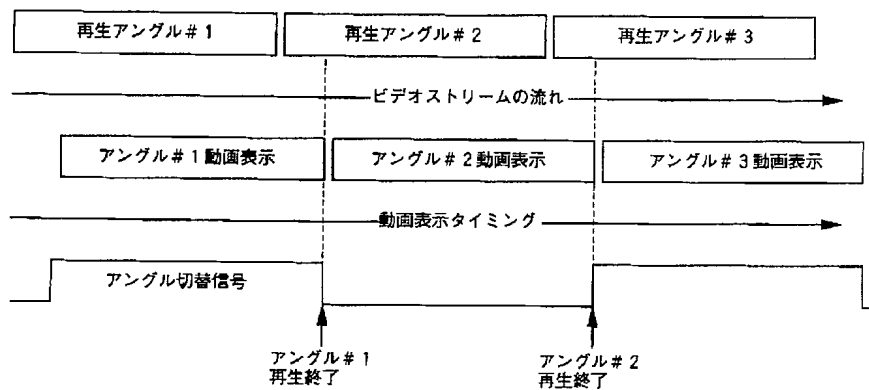 再生アングル＃1
再生アングル＃2
再生アングル＃3
ビデオストリームの流れ
アングル＃1動画表示
アングル＃2動画表示
アングル＃3動画表示
動画表示タイミング
アングル切替信号
アングル＃1
再生終了
アングル＃2
再生終了